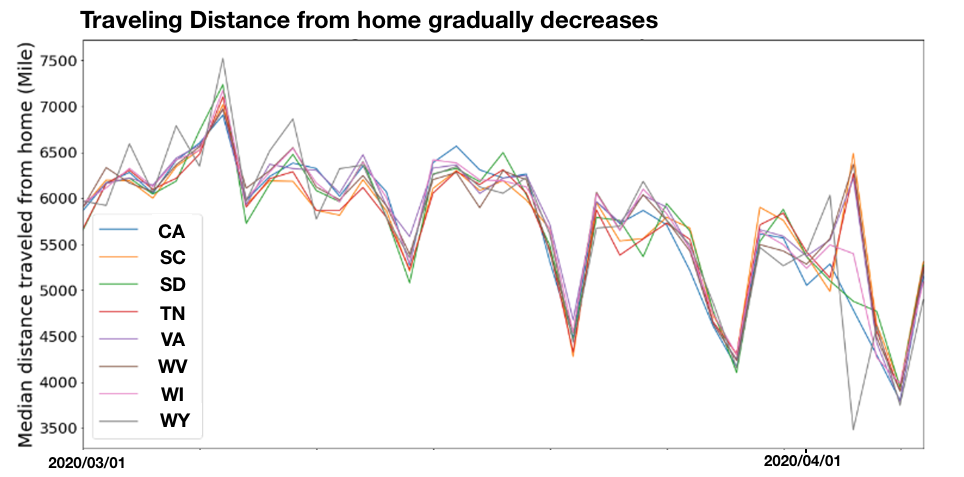 Traveling Distance from home gradually decreases
Median distance traveled from home (Mile)
7500
7000
6500
6000
5500
5000
4500
4000
3500
CA
SC
SD
TN
VA
WV
WI
WY
2020/03/01
2020/04/01